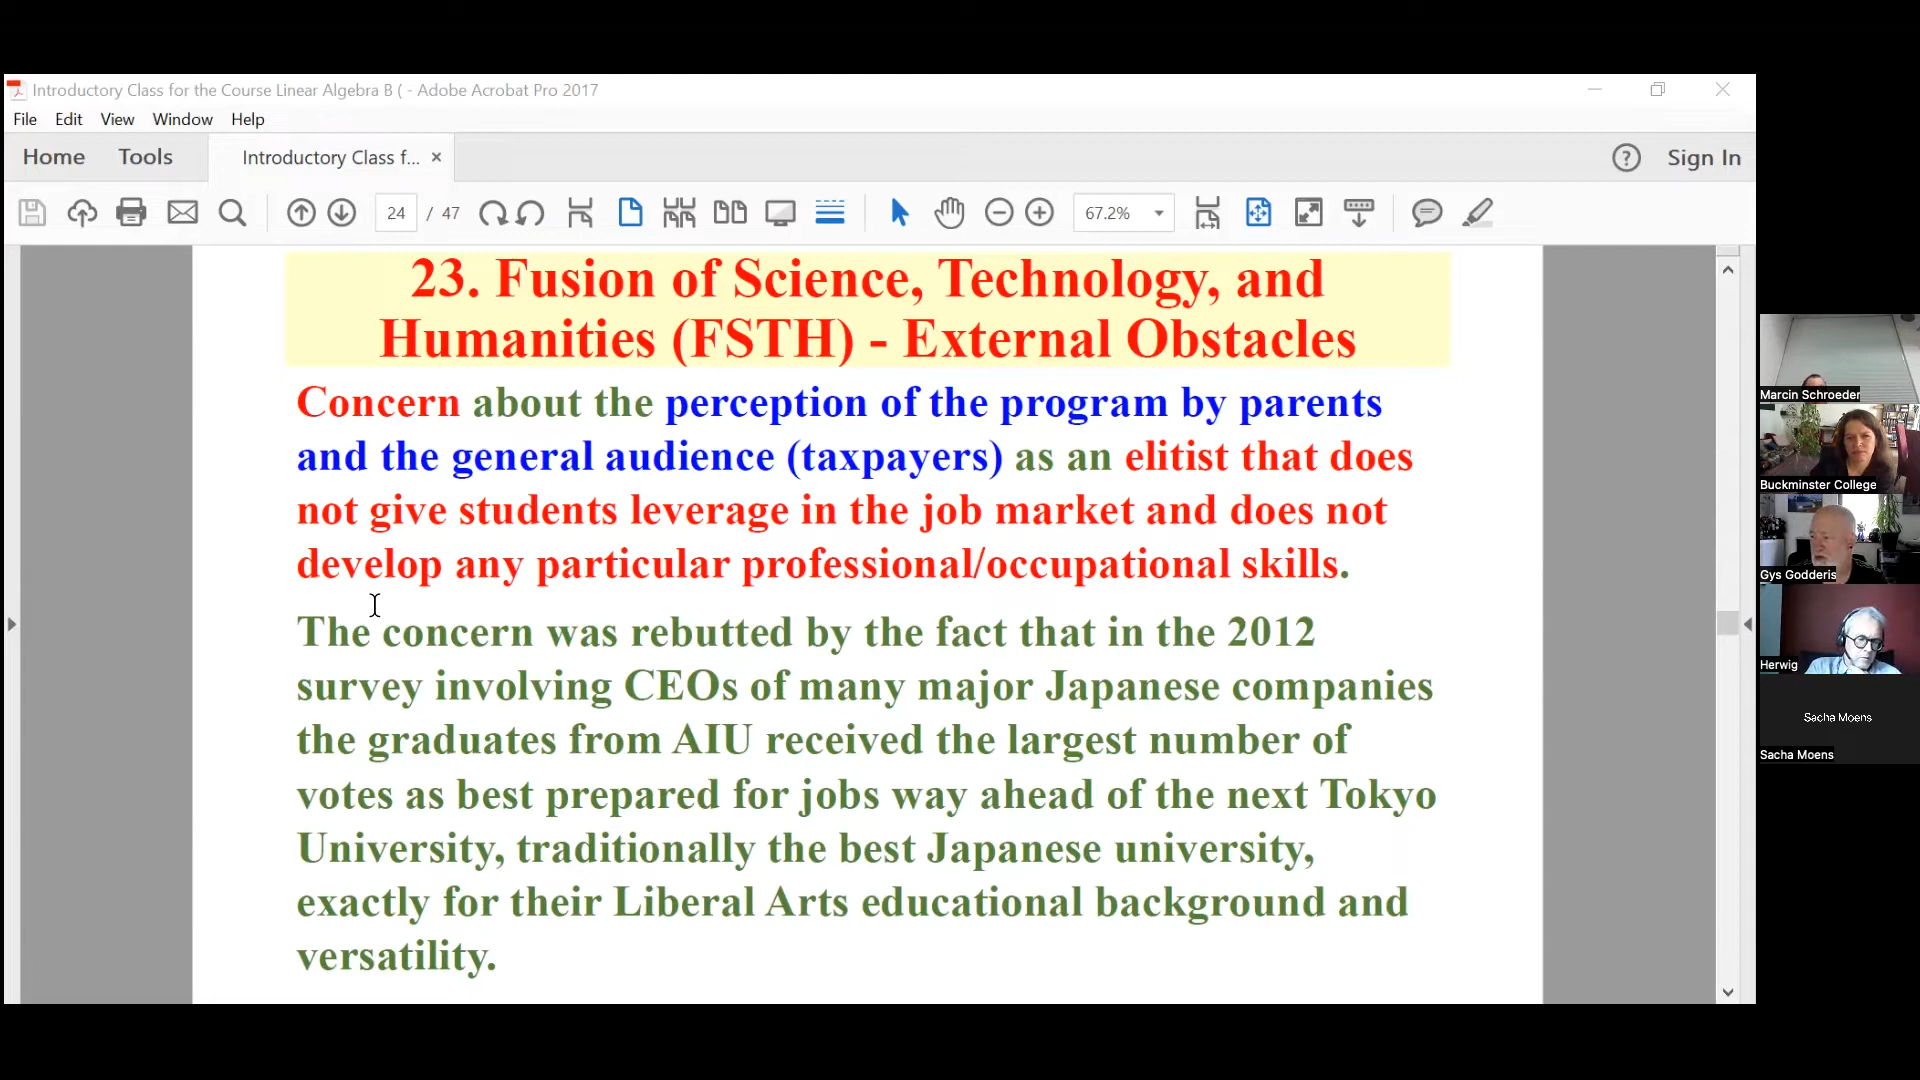 Introductory Class for the Course Linear Algebra B ( - Adobe Acrobat Pro 2017
File Edit View Window Help
Home Tools Introductory Class f... × Sign In
24 / 47 67.2%
23. Fusion of Science, Technology, and
Humanities (FSTH) - External Obstacles
Concern about the perception of the program by parents
and the general audience (taxpayers) as an elitist that does
not give students leverage in the job market and does not
develop any particular professional/occupational skills.
The concern was rebutted by the fact that in the 2012
survey involving CEOs of many major Japanese companies
the graduates from AIU received the largest number of
votes as best prepared for jobs way ahead of the next Tokyo
University, traditionally the best Japanese university,
exactly for their Liberal Arts educational background and
versatility.
Marcin Schroeder
Buckminster College
Gys Godderis
Herwig
Sacha Moens
Sacha Moens